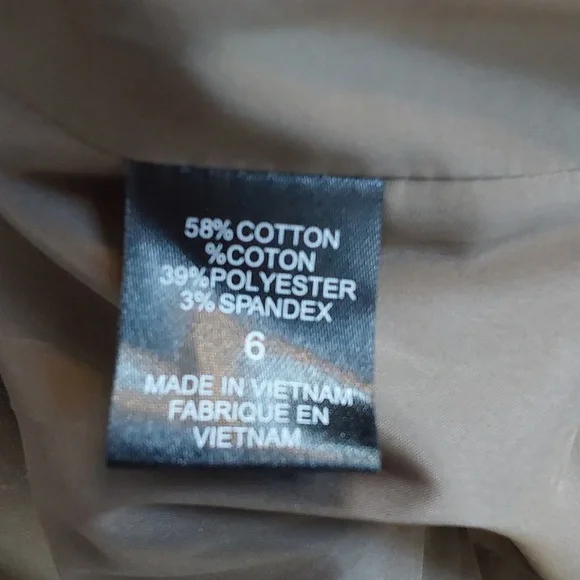 58% COTTON
%COTON
39%POLYESTER
3% SPANDEX
6
MADE IN VIETNAM
FABRIQUE EN
VIETNAM